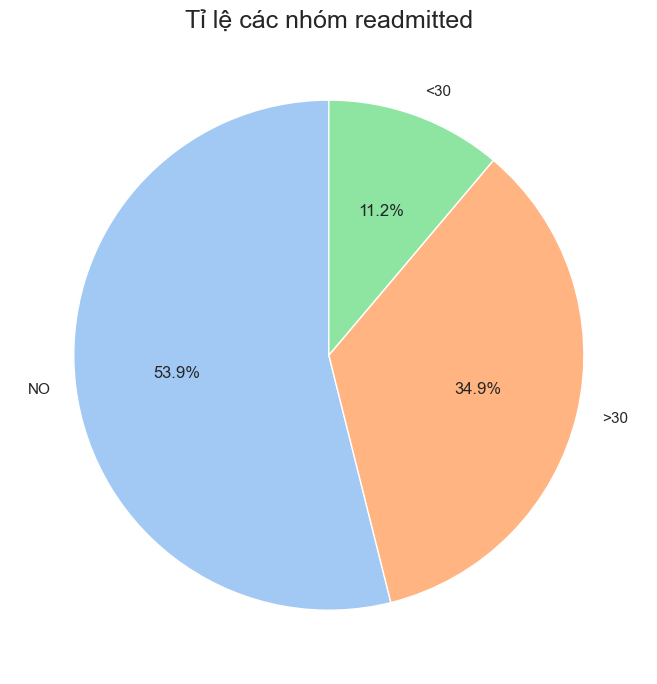 Tỉ lệ các nhóm readmitted
<30
11.2%
53.9%
NO
34.9%
>30